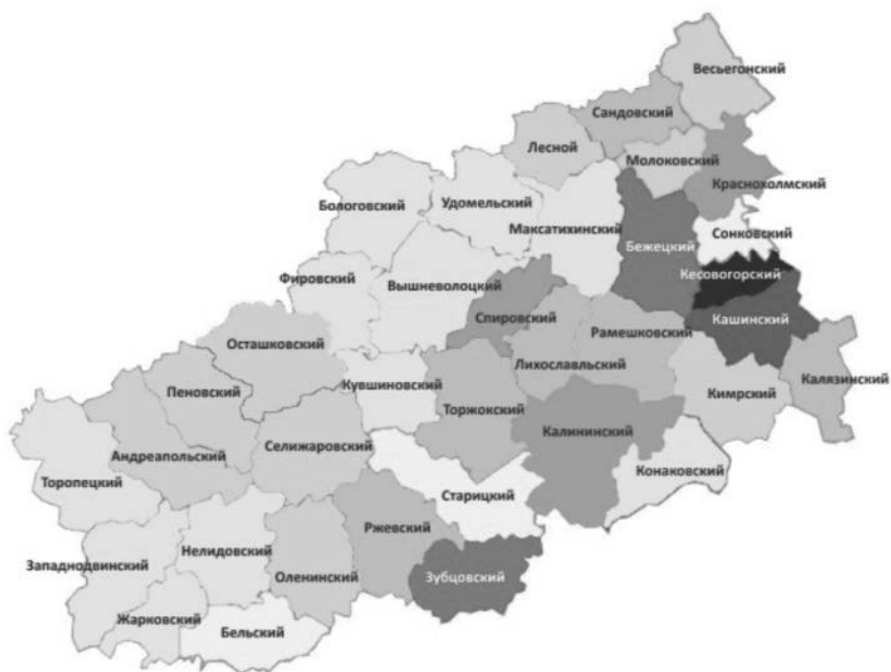 Весьегонский
Сандовский
Лесной
Молоковский
Краснохолмский
Бологовский
Удомельский
Максатихинский
Сонковский
Бежецкий
Кесовогорский
Фировский
Вышневолоцкий
Спировский
Кашинский
Осташковский
Рамешковский
Лихославльский
Пеновский
Кувшиновский
Торжокский
Кимрский
Калязинский
Калининский
Андреапольский
Селижаровский
Конаковский
Торопецкий
Старицкий
Ржевский
Нелидовский
Западнодвинский
Оленинский
Зубцовский
Жарковский
Бельский